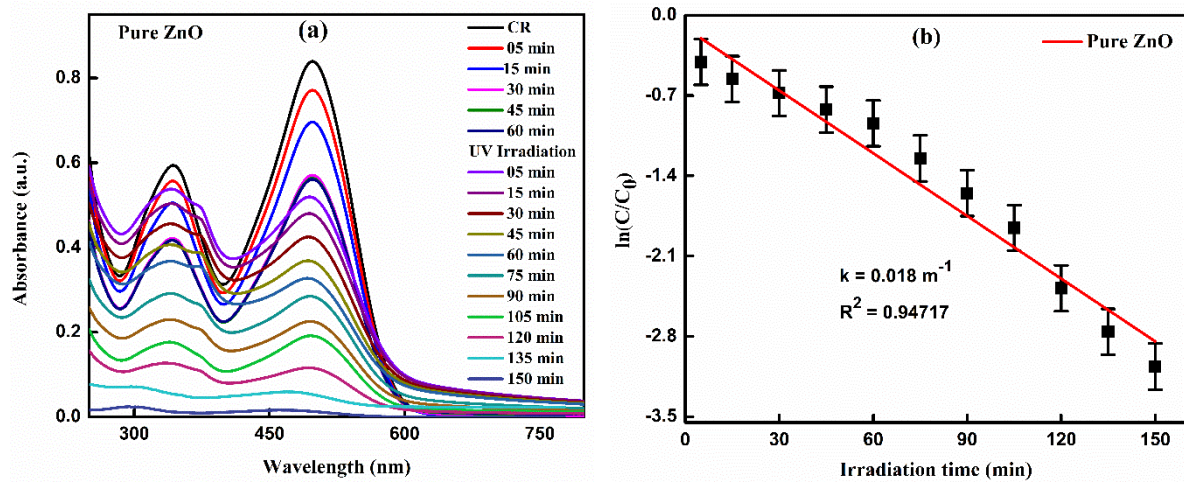 Pure ZnO
(a)
CR
05 min
15 min
30 min
45 min
60 min
UV Irradiation
05 min
15 min
30 min
45 min
60 min
75 min
90 min
105 min
120 min
135 min
150 min
0.8
0.6
0.4
0.2
0.0
Absorbance (a.u.)
300
450
600
750
Wavelength (nm)
(b)
Pure ZnO
0.0
-0.7
-1.4
-2.1
-2.8
-3.5
ln(C/C₀)
k = 0.018 m⁻¹
R² = 0.94717
0
30
60
90
120
150
Irradiation time (min)